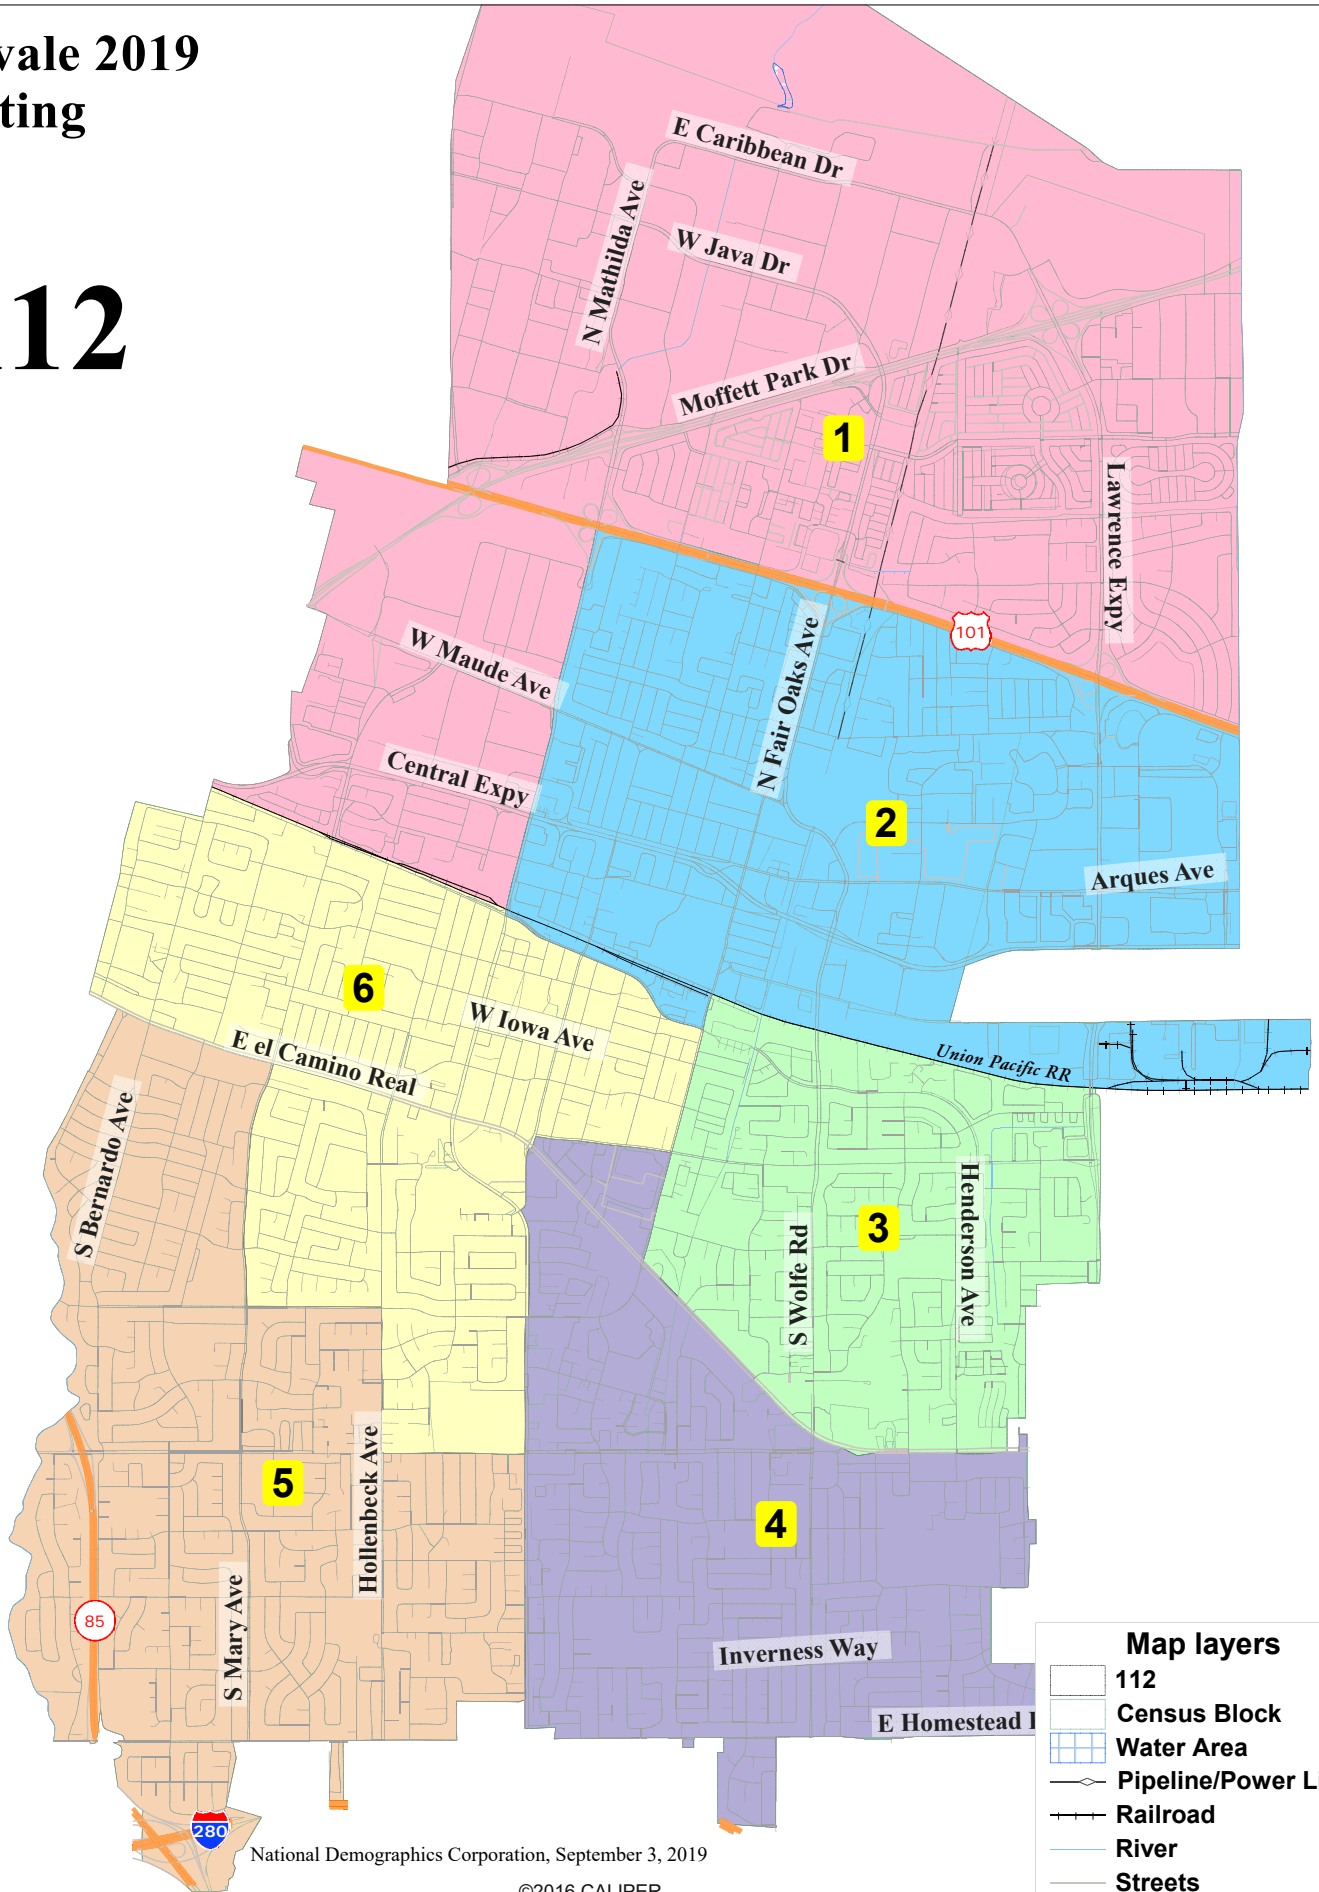 vale 2019
ting
112
E Caribbean Dr
N Mathilda Ave
W Java Dr
Moffett Park Dr
1
Lawrence Expy
101
W Maude Ave
N Fair Oaks Ave
Central Expy
2
Arques Ave
6
W Iowa Ave
E el Camino Real
Union Pacific RR
S Bernardo Ave
Henderson Ave
3
S Wolfe Rd
Hollenbeck Ave
5
4
S Mary Ave
85
Inverness Way
E Homestead
280
National Demographics Corporation, September 3, 2019
©2016 CALIPER
Map layers
112
Census Block
Water Area
Pipeline/Power L
Railroad
River
Streets